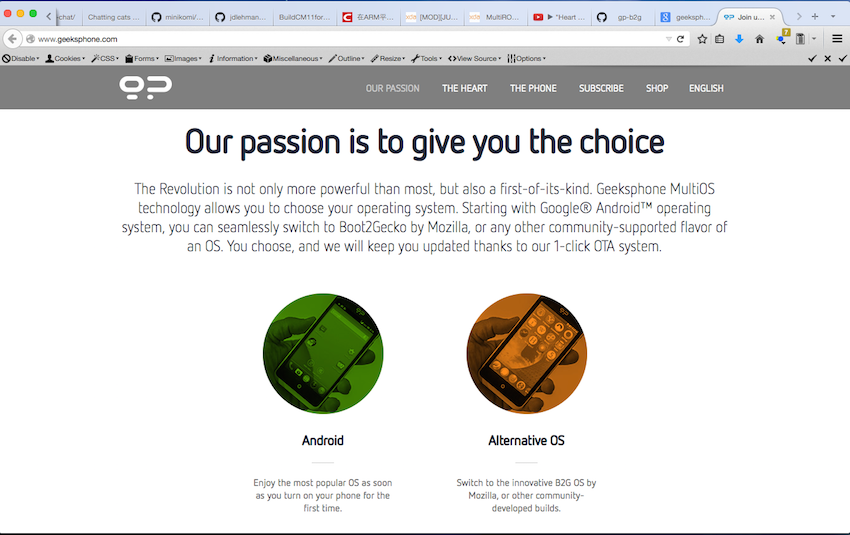 -chat/
Chatting cats
minikomi/...
jdlehman...
BuildCM11for...
在ARM平...
[MOD][JU...
MultiRO...
▶ "Heart ...
gp-b2g
geeksph...
Join u...
www.geeksphone.com
7
Disable
Cookies
CSS
Forms
Images
Information
Miscellaneous
Outline
Resize
Tools
View Source
Options
gp
OUR PASSION
THE HEART
THE PHONE
SUBSCRIBE
SHOP
ENGLISH
Our passion is to give you the choice
The Revolution is not only more powerful than most, but also a first-of-its-kind. Geeksphone MultiOS
technology allows you to choose your operating system. Starting with Google® Android™ operating
system, you can seamlessly switch to Boot2Gecko by Mozilla, or any other community-supported flavor of
an OS. You choose, and we will keep you updated thanks to our 1-click OTA system.
Android
Enjoy the most popular OS as soon
as you turn on your phone for the
first time.
Alternative OS
Switch to the innovative B2G OS by
Mozilla, or other community-
developed builds.